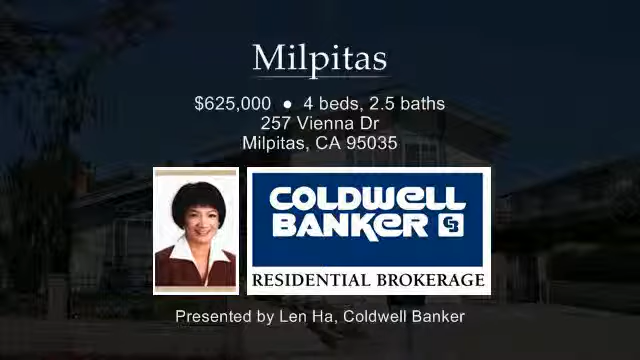 Milpitas
$625,000 ● 4 beds, 2.5 baths
257 Vienna Dr
Milpitas, CA 95035
COLDWELL
BANKER CB
RESIDENTIAL BROKERAGE
Presented by Len Ha, Coldwell Banker